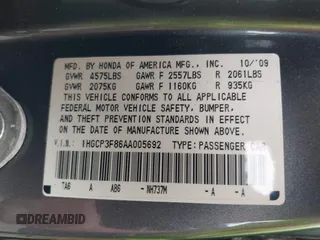 MFD. BY HONDA OF AMERICA MFG., INC. 10/'09
GVWR 4575LBS GAWR F 2557LBS R 2061LBS
GVWR 2075KG GAWR F 1160KG R 935KG
THIS VEHICLE CONFORMS TO ALL APPLICABLE
FEDERAL MOTOR VEHICLE SAFETY, BUMPER,
AND THEFT PREVENTION STANDARDS IN EFFECT
ON THE DATE OF MANUFACTURE SHOWN ABOVE.
V.I.N.: 1HGCP3F86AA005692 TYPE: PASSENGER
TA6 A AB6 - NH737M - A - A
DREAMBID